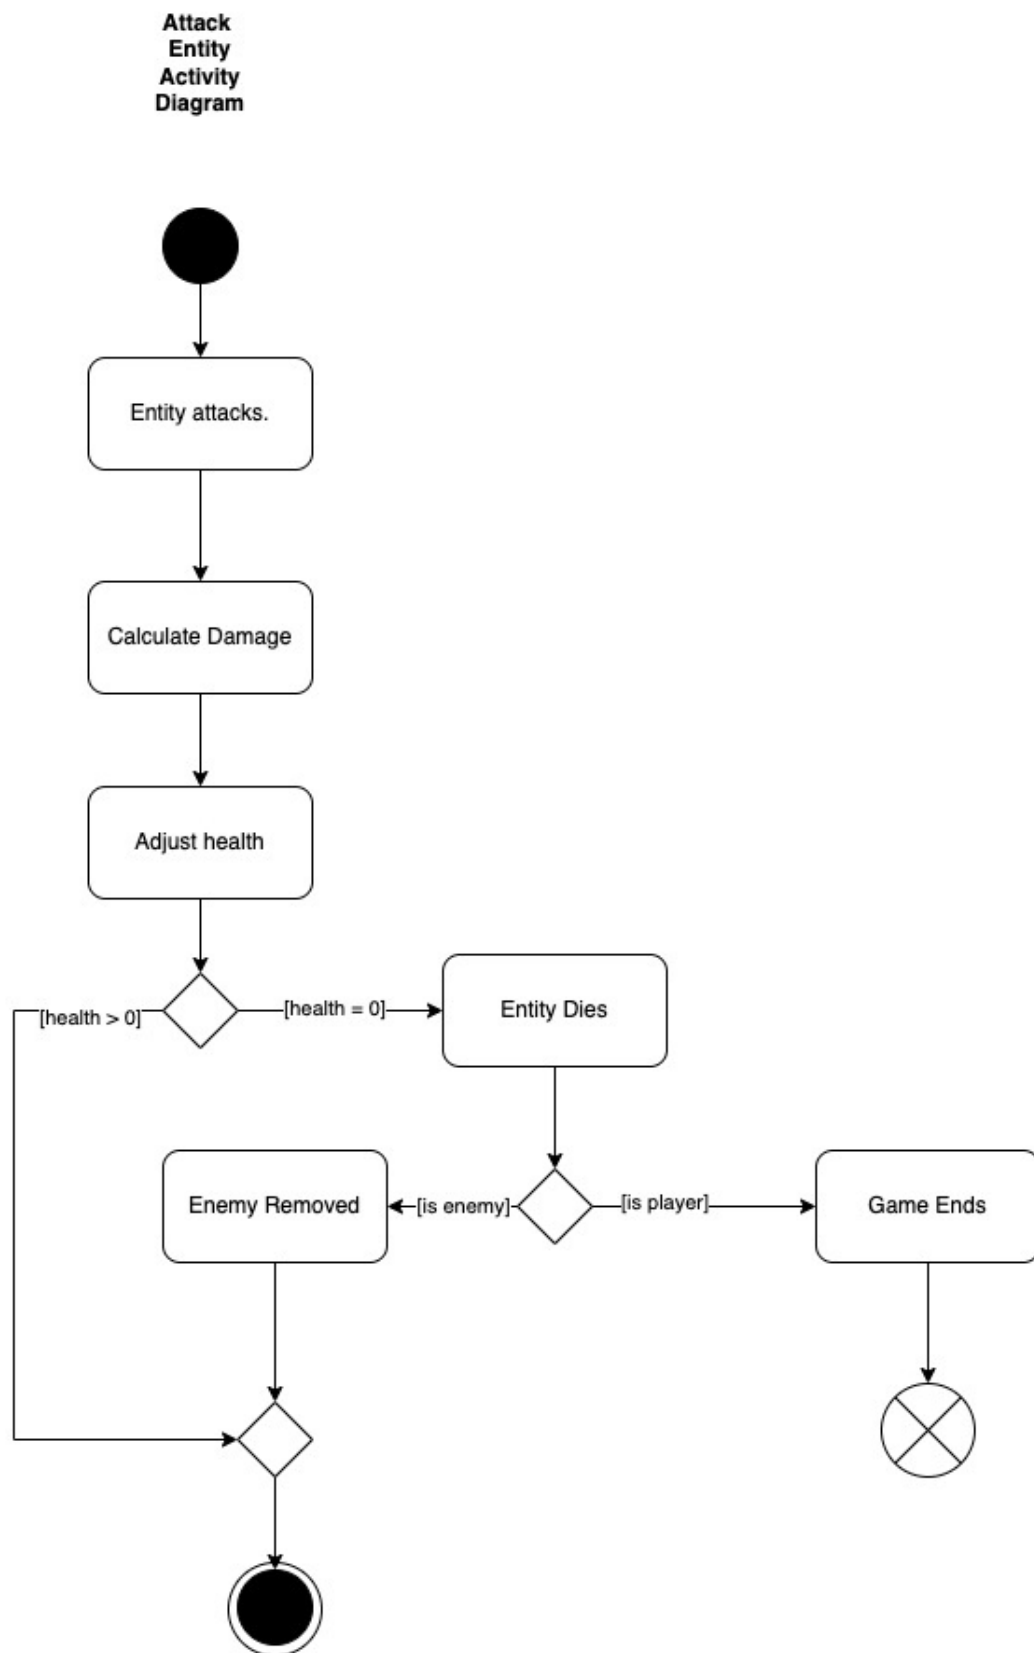 Attack
Entity
Activity
Diagram
Entity attacks.
Calculate Damage
Adjust health
[health > 0]
[health = 0]
Entity Dies
Enemy Removed
[is enemy]
[is player]
Game Ends